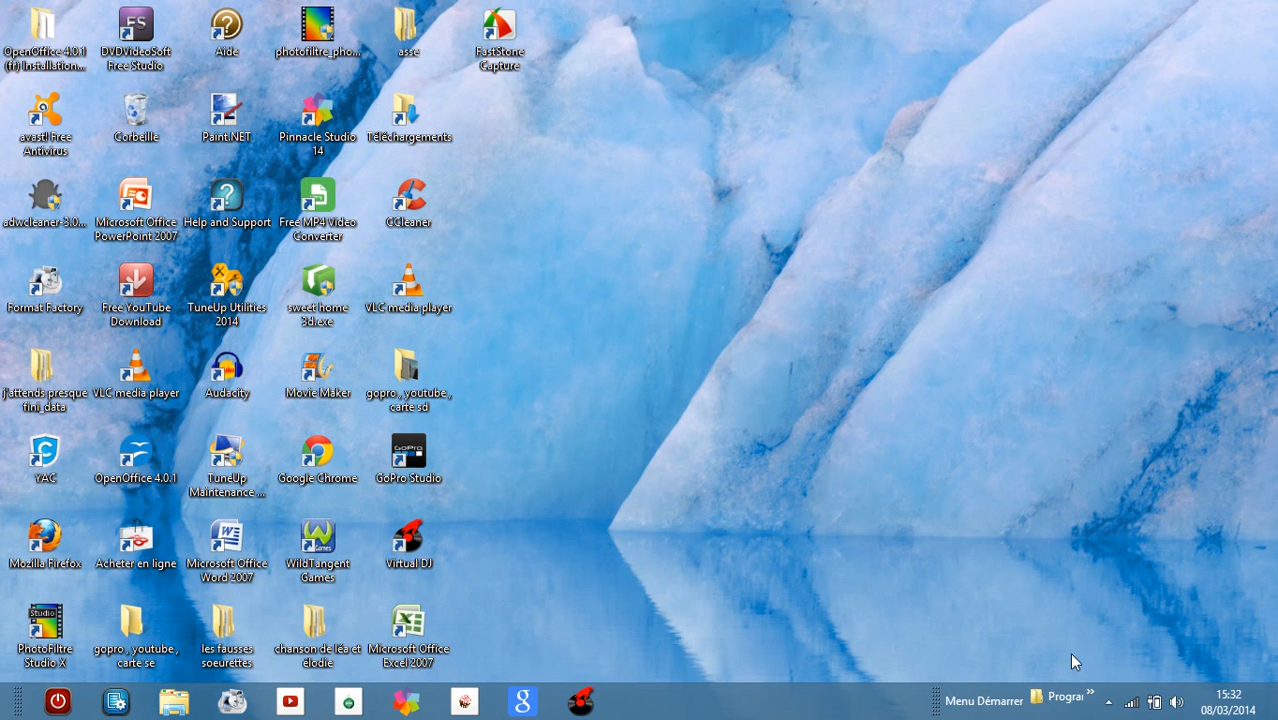 OpenOffice 4.0.1
(fr) Installation...
DVDVideoSoft
Free Studio
Aide
photofiltre_pho...
asse
FastStone
Capture
avast! Free
Antivirus
Corbeille
Paint.NET
Pinnacle Studio
14
Téléchargements
adwcleaner-3.0...
Microsoft Office
PowerPoint 2007
Help and Support
Free MP4 Video
Converter
CCleaner
Format Factory
Free YouTube
Download
TuneUp Utilities
2014
sweet home
3d.exe
VLC media player
j'attends presque
fini_data
VLC media player
Audacity
Movie Maker
gopro , youtube ,
carte sd
YAC
OpenOffice 4.0.1
TuneUp
Maintenance ...
Google Chrome
GoPro
GoPro Studio
Mozilla Firefox
Acheter en ligne
Microsoft Office
Word 2007
WildTangent
Games
Virtual DJ
Studio
PhotoFiltre
Studio X
gopro , youtube ,
carte se
les fausses
soeurettes
chanson de léa et
élodie
Microsoft Office
Excel 2007
Menu Démarrer
Progra
15:32
08/03/2014